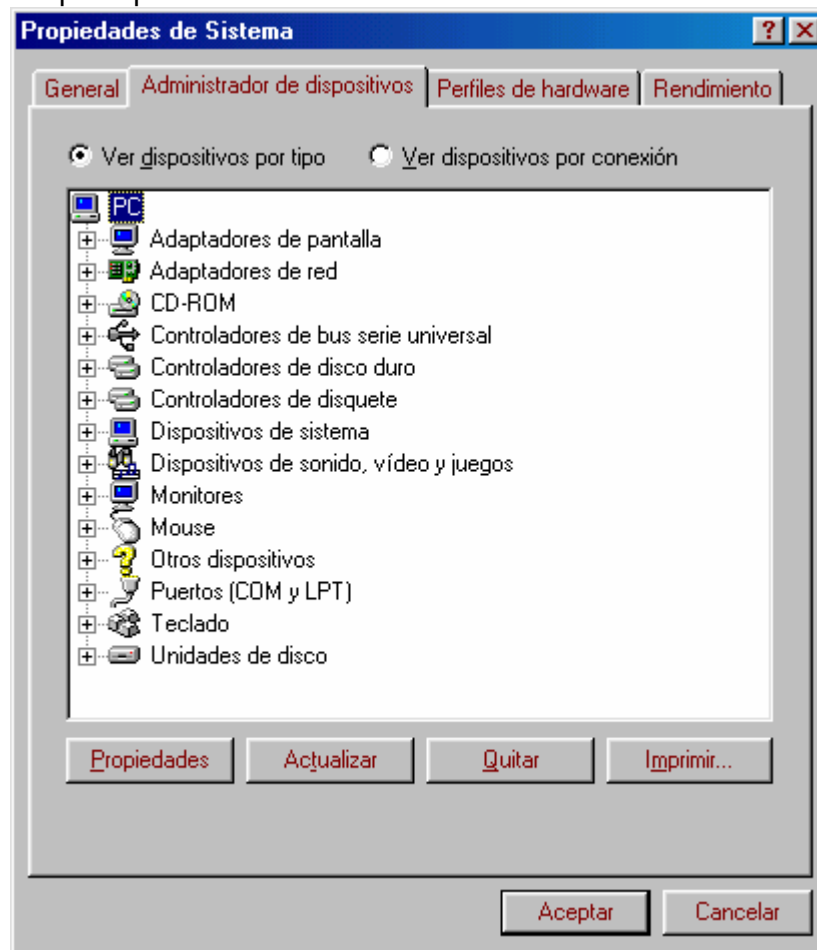 Propiedades de Sistema
General Administrador de dispositivos Perfiles de hardware Rendimiento
Ver dispositivos por tipo Ver dispositivos por conexión
PC
Adaptadores de pantalla
Adaptadores de red
CD-ROM
Controladores de bus serie universal
Controladores de disco duro
Controladores de disquete
Dispositivos de sistema
Dispositivos de sonido, vídeo y juegos
Monitores
Mouse
Otros dispositivos
Puertos (COM y LPT)
Teclado
Unidades de disco
Propiedades Actualizar Quitar Imprimir...
Aceptar Cancelar